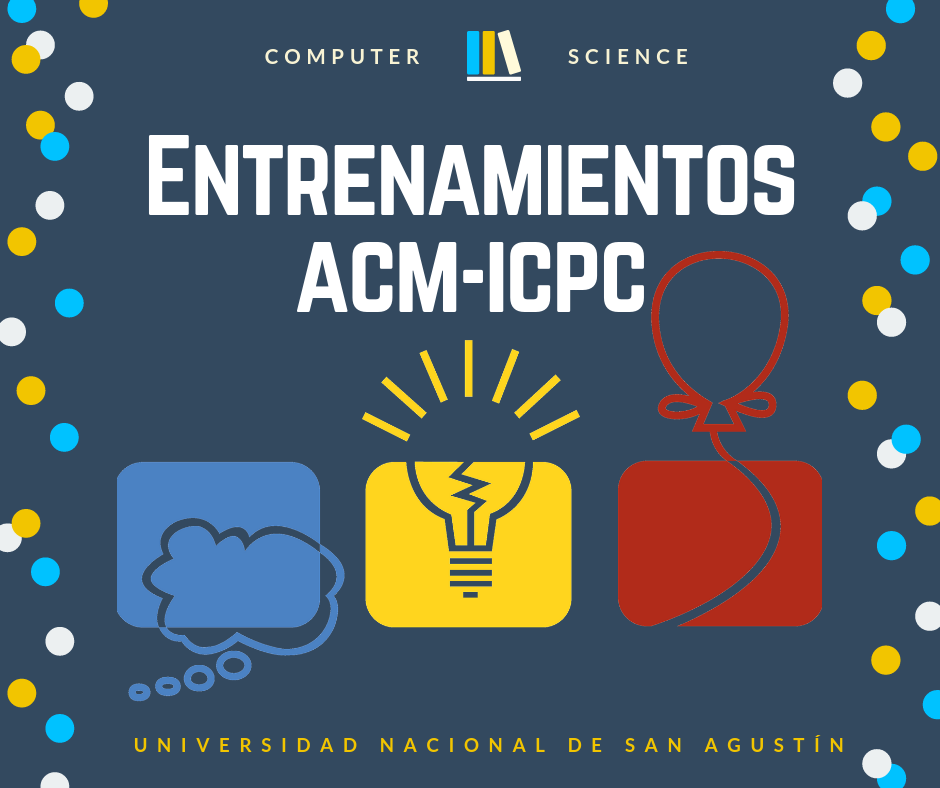 COMPUTER SCIENCE
ENTRENAMIENTOS
ACM-ICPC
UNIVERSIDAD NACIONAL DE SAN AGUSTÍN